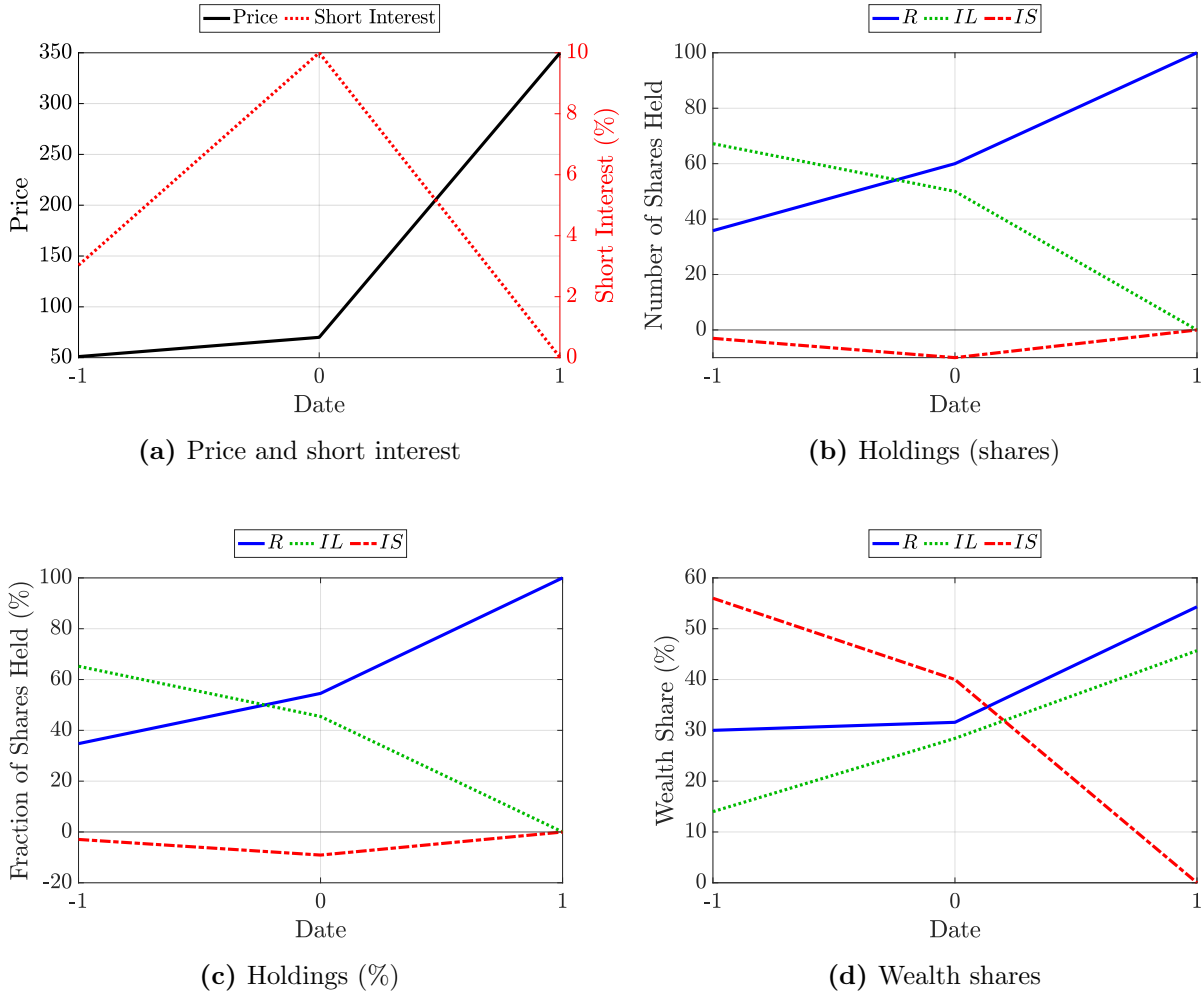 Price Short Interest
350
300
250
200
150
100
50
Price
10
8
6
4
2
0
Short Interest (%)
-1 0 1
Date
(a) Price and short interest
R IL IS
100
80
60
40
20
0
Number of Shares Held
-1 0 1
Date
(b) Holdings (shares)
R IL IS
100
80
60
40
20
0
-20
Fraction of Shares Held (%)
-1 0 1
Date
(c) Holdings (%)
R IL IS
60
50
40
30
20
10
0
Wealth Share (%)
-1 0 1
Date
(d) Wealth shares